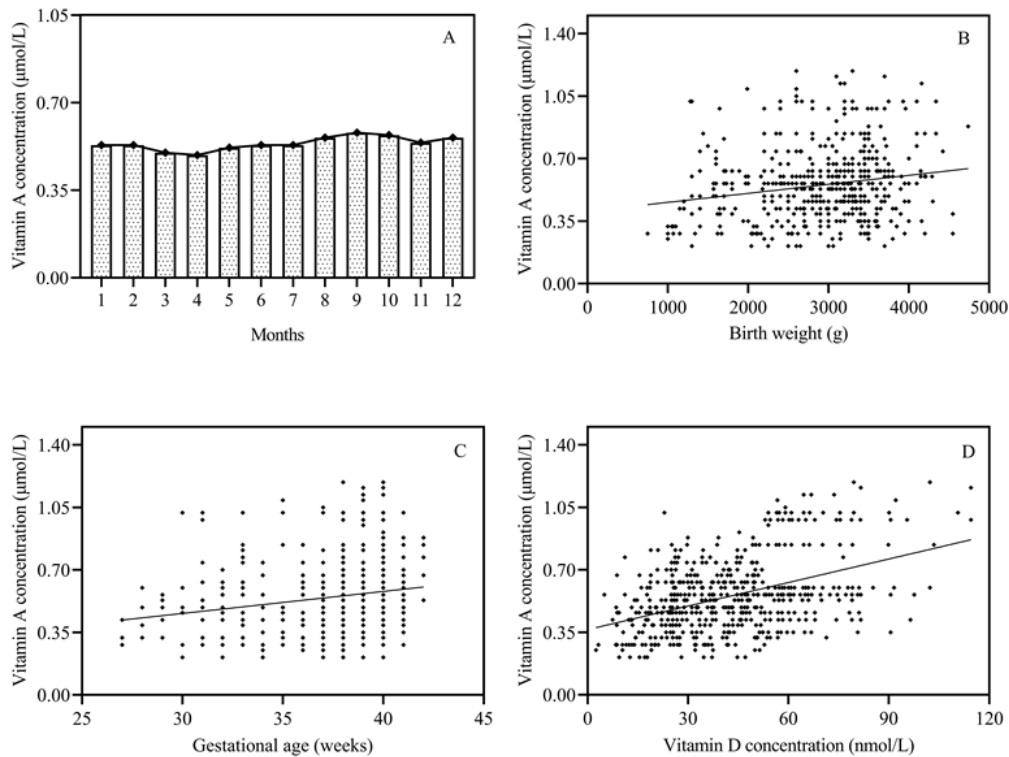 A
Vitamin A concentration (μmol/L)
1.05
0.70
0.35
0.00
1 2 3 4 5 6 7 8 9 10 11 12
Months
B
Vitamin A concentration (μmol/L)
1.40
1.05
0.70
0.35
0.00
0 1000 2000 3000 4000 5000
Birth weight (g)
C
Vitamin A concentration (μmol/L)
1.40
1.05
0.70
0.35
0.00
25 30 35 40 45
Gestational age (weeks)
D
Vitamin A concentration (μmol/L)
1.40
1.05
0.70
0.35
0.00
0 30 60 90 120
Vitamin D concentration (nmol/L)